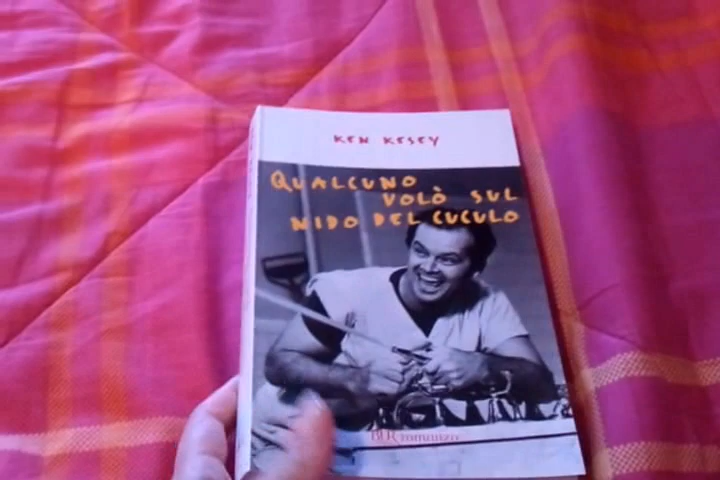 KEN KESEY
QUALCUNO
VOLÒ SUL
NIDO DEL CUCULO
BUR romanzo